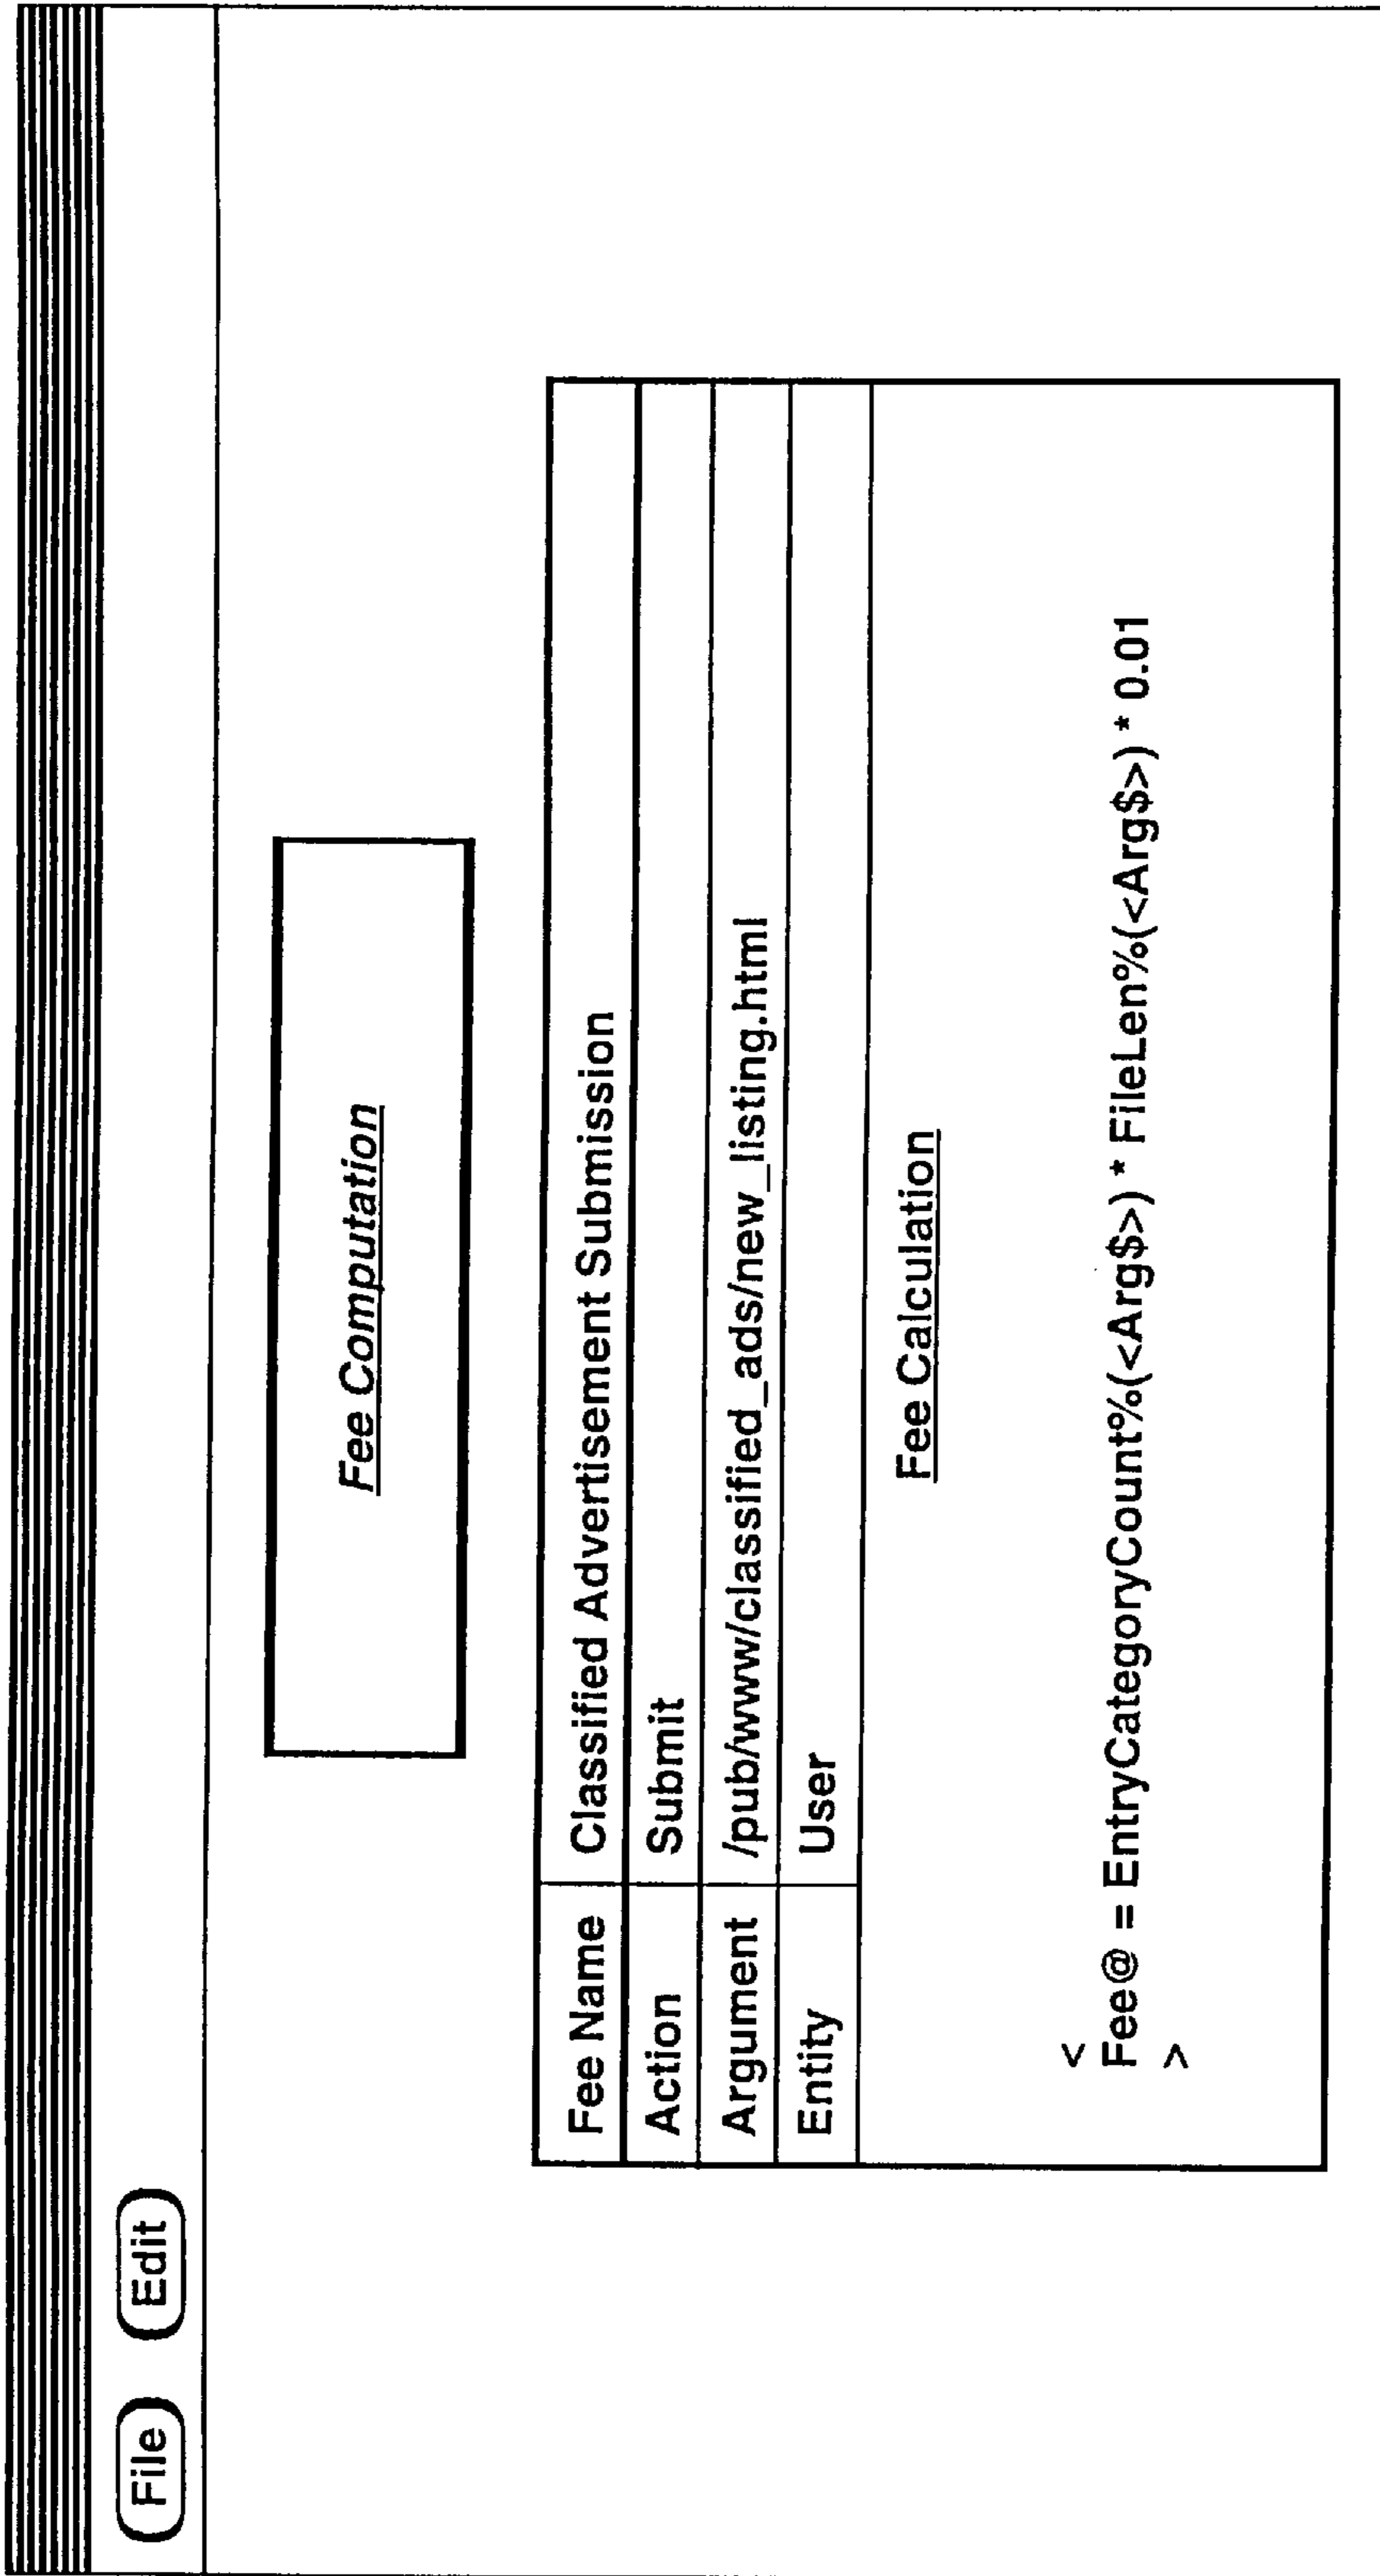 File Edit
Fee Computation
Fee Name Classified Advertisement Submission
Action Submit
Argument /pub/www/classified_ads/new_listing.html
Entity User
Fee Calculation
<
Fee@ = EntryCategoryCount%(<Arg$>) * FileLen%(<Arg$>) * 0.01
>